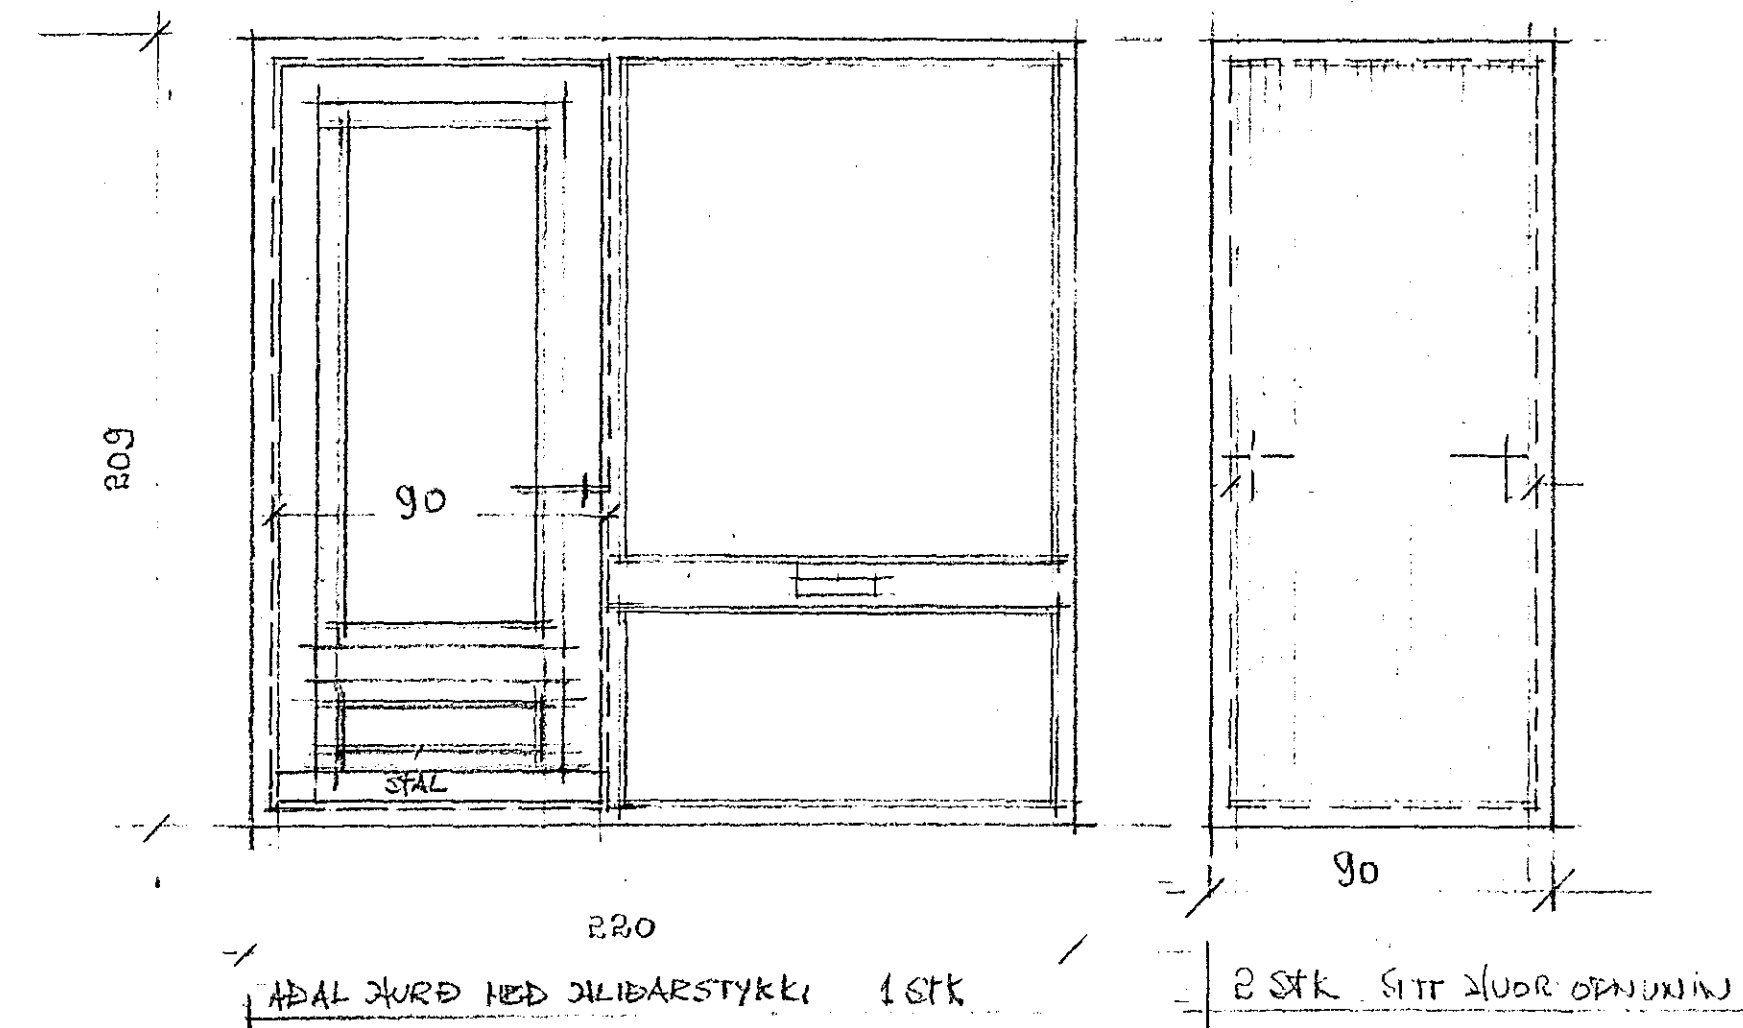 209
90
STÁL
90
220
AÐAL HURÐ MEÐ HLIÐARSTYKKI 1 STK
2 STK SITT HVOR OPNUNIN